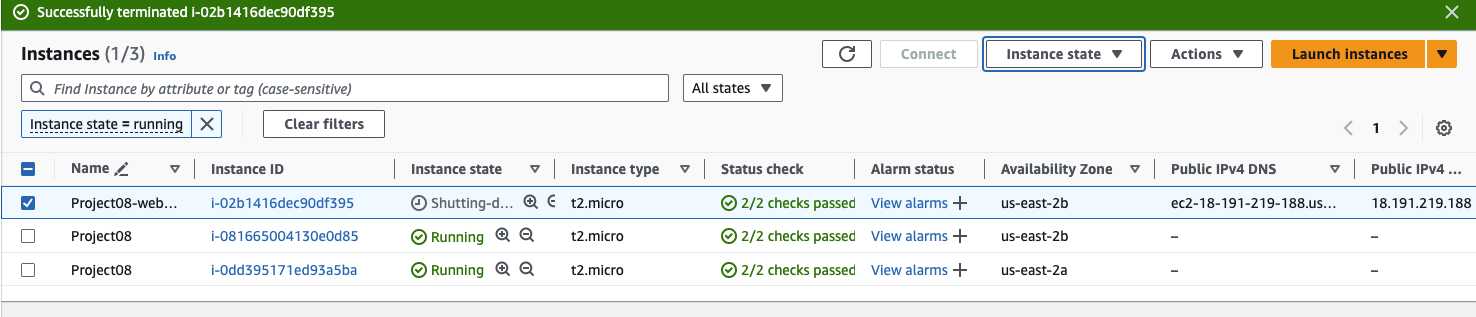 Successfully terminated i-02b1416dec90df395
Instances (1/3) Info Connect Instance state Actions Launch instances
Find Instance by attribute or tag (case-sensitive) All states
Instance state = running Clear filters
1
Name Instance ID Instance state Instance type Status check Alarm status Availability Zone Public IPv4 DNS Public IPv4 ...
Project08-web... i-02b1416dec90df395 Shutting-d... t2.micro 2/2 checks passed View alarms + us-east-2b ec2-18-191-219-188.us... 18.191.219.188
Project08 i-081665004130e0d85 Running t2.micro 2/2 checks passed View alarms + us-east-2b – –
Project08 i-0dd395171ed93a5ba Running t2.micro 2/2 checks passed View alarms + us-east-2a – –